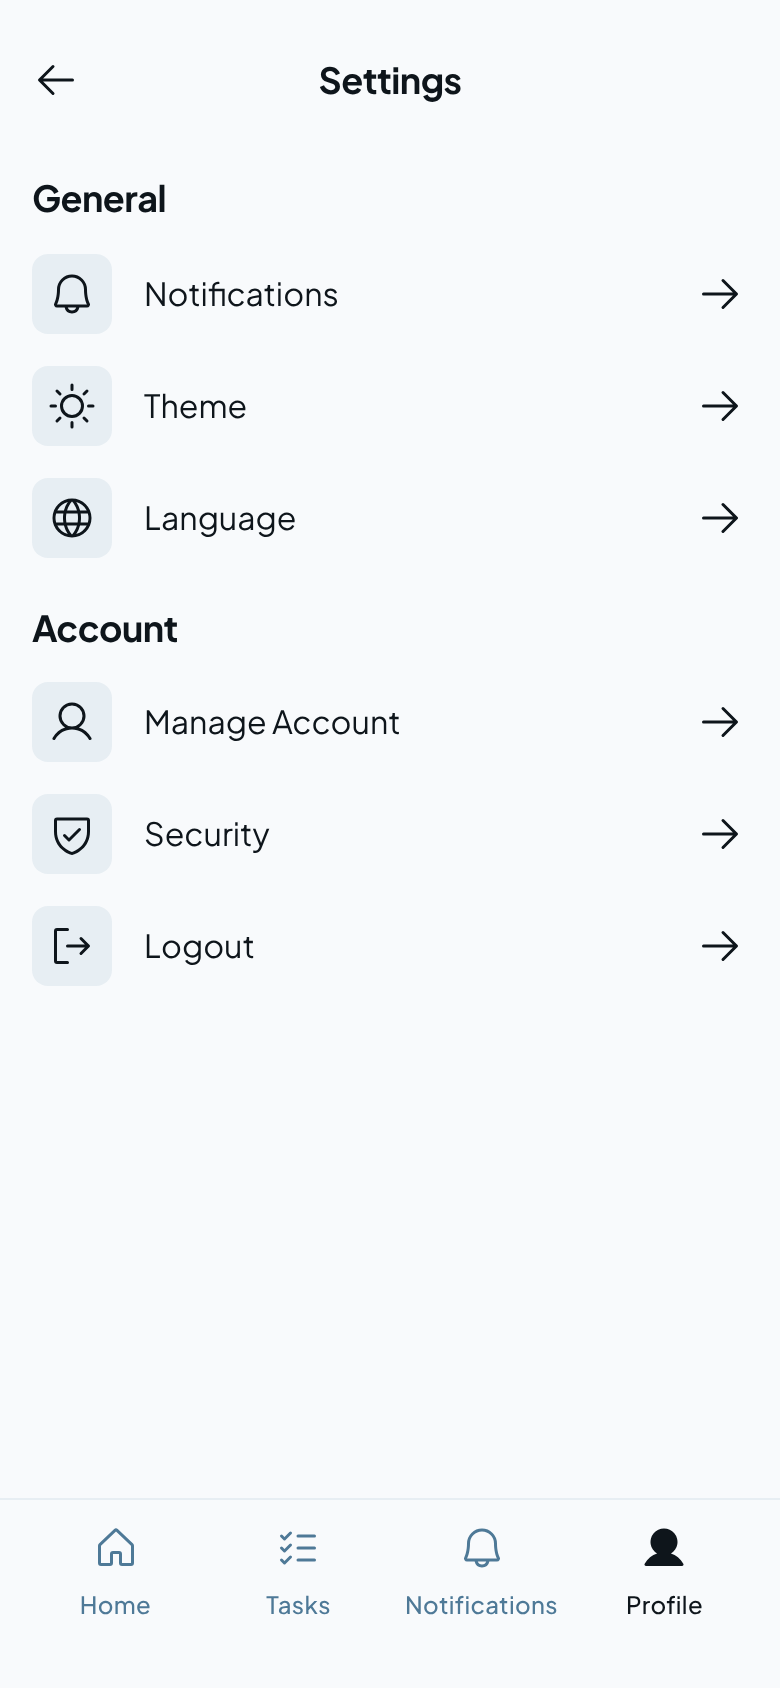 Settings
General
Notifications
Theme
Language
Account
Manage Account
Security
Logout
Home
Tasks
Notifications
Profile